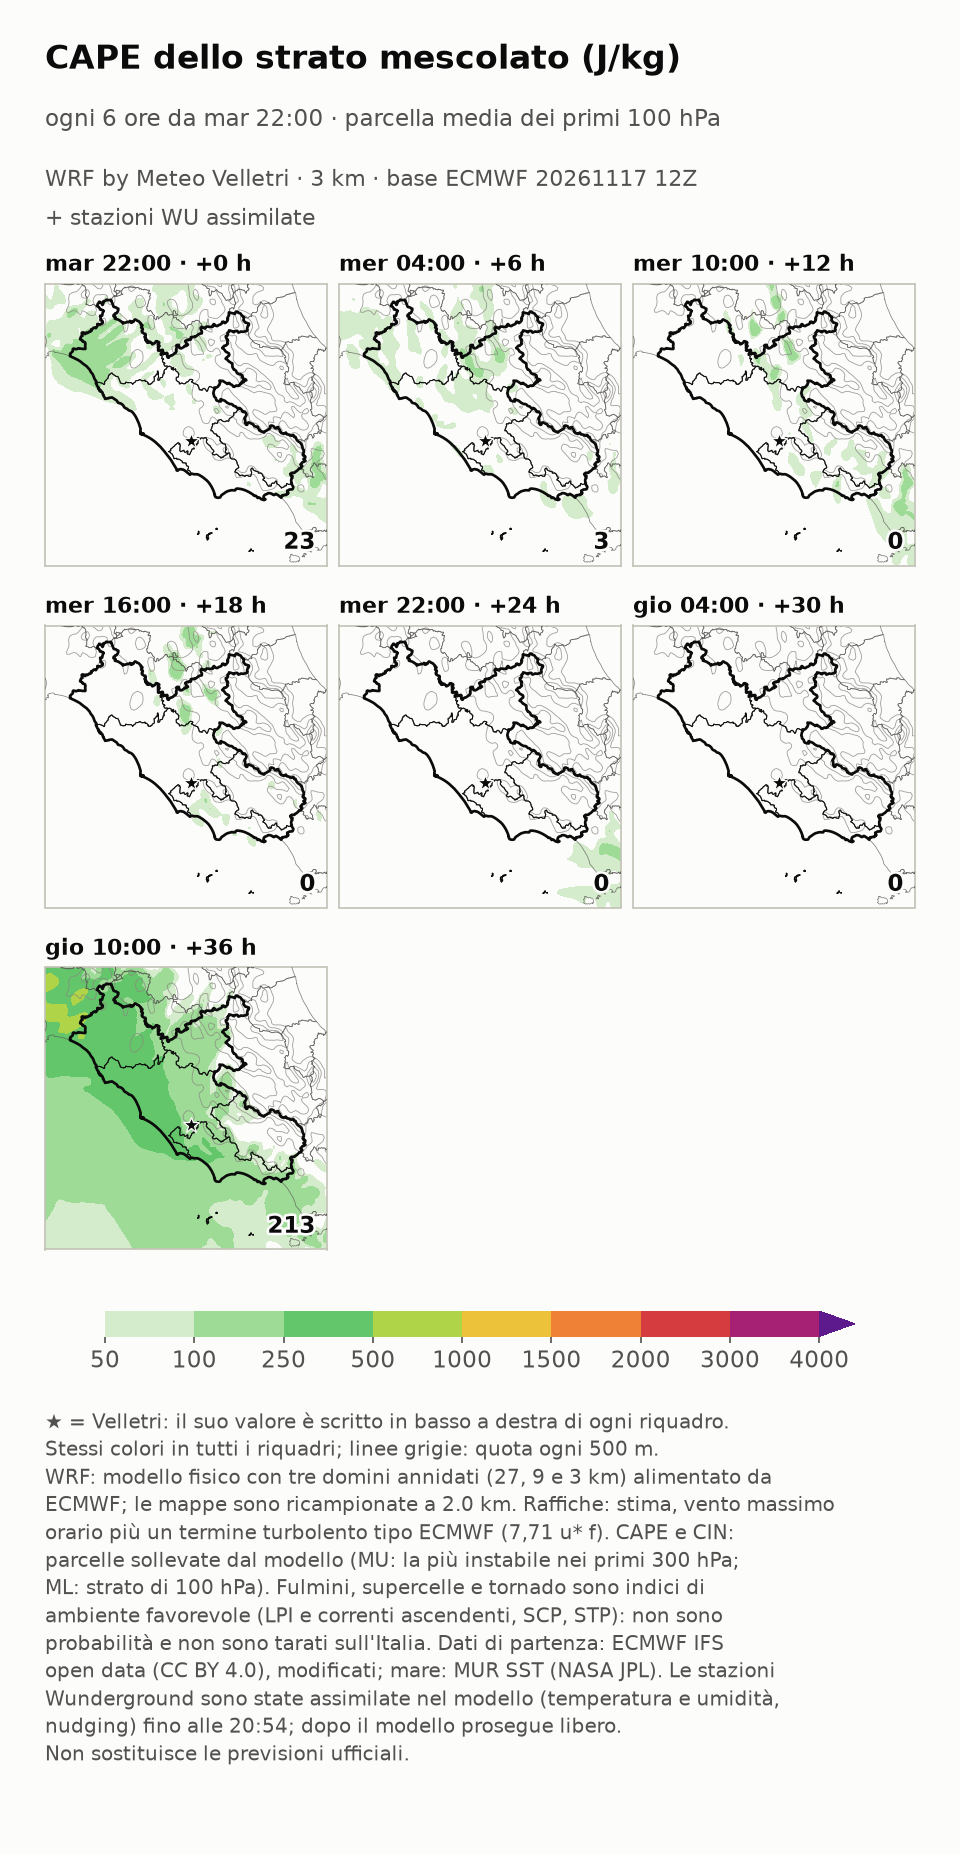 CAPE dello strato mescolato (J/kg)
ogni 6 ore da mar 22:00 · parcella media dei primi 100 hPa
WRF by Meteo Velletri · 3 km · base ECMWF 20261117 12Z
+ stazioni WU assimilate
mar 22:00 · +0 h
mer 04:00 · +6 h
mer 10:00 · +12 h
23
3
0
mer 16:00 · +18 h
mer 22:00 · +24 h
gio 04:00 · +30 h
0
0
0
gio 10:00 · +36 h
213
50 100 250 500 1000 1500 2000 3000 4000
★ = Velletri: il suo valore è scritto in basso a destra di ogni riquadro.
Stessi colori in tutti i riquadri; linee grigie: quota ogni 500 m.
WRF: modello fisico con tre domini annidati (27, 9 e 3 km) alimentato da
ECMWF; le mappe sono ricampionate a 2.0 km. Raffiche: stima, vento massimo
orario più un termine turbolento tipo ECMWF (7,71 u* f). CAPE e CIN:
parcelle sollevate dal modello (MU: la più instabile nei primi 300 hPa;
ML: strato di 100 hPa). Fulmini, supercelle e tornado sono indici di
ambiente favorevole (LPI e correnti ascendenti, SCP, STP): non sono
probabilità e non sono tarati sull'Italia. Dati di partenza: ECMWF IFS
open data (CC BY 4.0), modificati; mare: MUR SST (NASA JPL). Le stazioni
Wunderground sono state assimilate nel modello (temperatura e umidità,
nudging) fino alle 20:54; dopo il modello prosegue libero.
Non sostituisce le previsioni ufficiali.